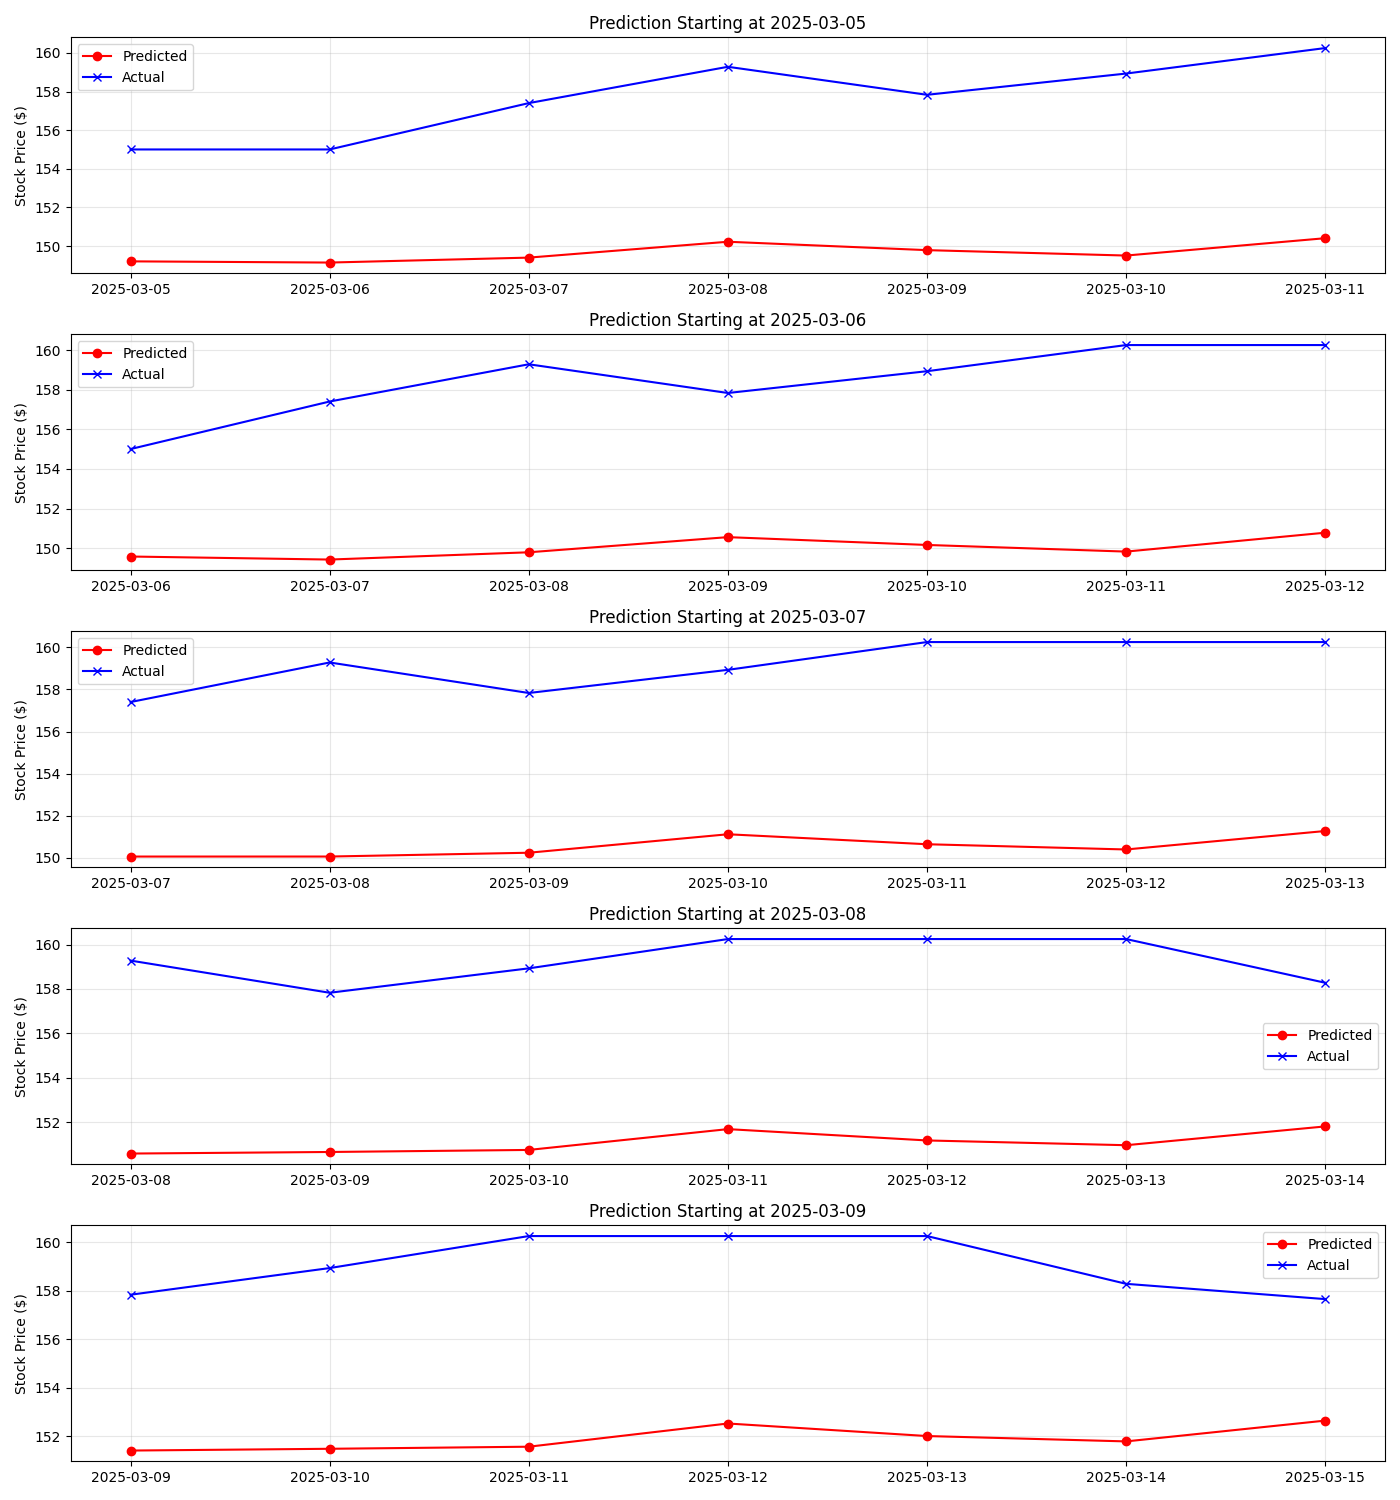 Prediction Starting at 2025-03-05
160
158
156
154
152
150
Stock Price ($)
Predicted
Actual
2025-03-05 2025-03-06 2025-03-07 2025-03-08 2025-03-09 2025-03-10 2025-03-11
Prediction Starting at 2025-03-06
160
158
156
154
152
150
Stock Price ($)
Predicted
Actual
2025-03-06 2025-03-07 2025-03-08 2025-03-09 2025-03-10 2025-03-11 2025-03-12
Prediction Starting at 2025-03-07
160
158
156
154
152
150
Stock Price ($)
Predicted
Actual
2025-03-07 2025-03-08 2025-03-09 2025-03-10 2025-03-11 2025-03-12 2025-03-13
Prediction Starting at 2025-03-08
160
158
156
154
152
Stock Price ($)
Predicted
Actual
2025-03-08 2025-03-09 2025-03-10 2025-03-11 2025-03-12 2025-03-13 2025-03-14
Prediction Starting at 2025-03-09
160
158
156
154
152
Stock Price ($)
Predicted
Actual
2025-03-09 2025-03-10 2025-03-11 2025-03-12 2025-03-13 2025-03-14 2025-03-15